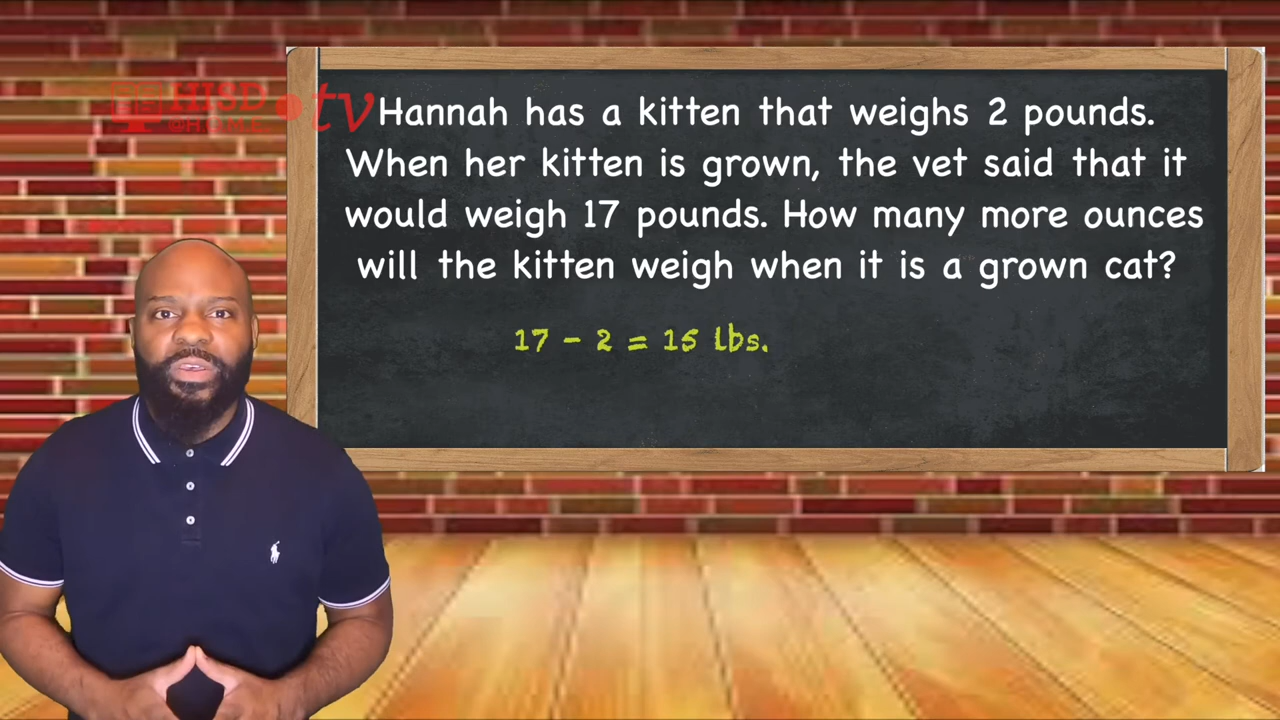 HISD
@H.O.M.E.
.tv
Hannah has a kitten that weighs 2 pounds.
When her kitten is grown, the vet said that it
would weigh 17 pounds. How many more ounces
will the kitten weigh when it is a grown cat?
17 - 2 = 15 lbs.